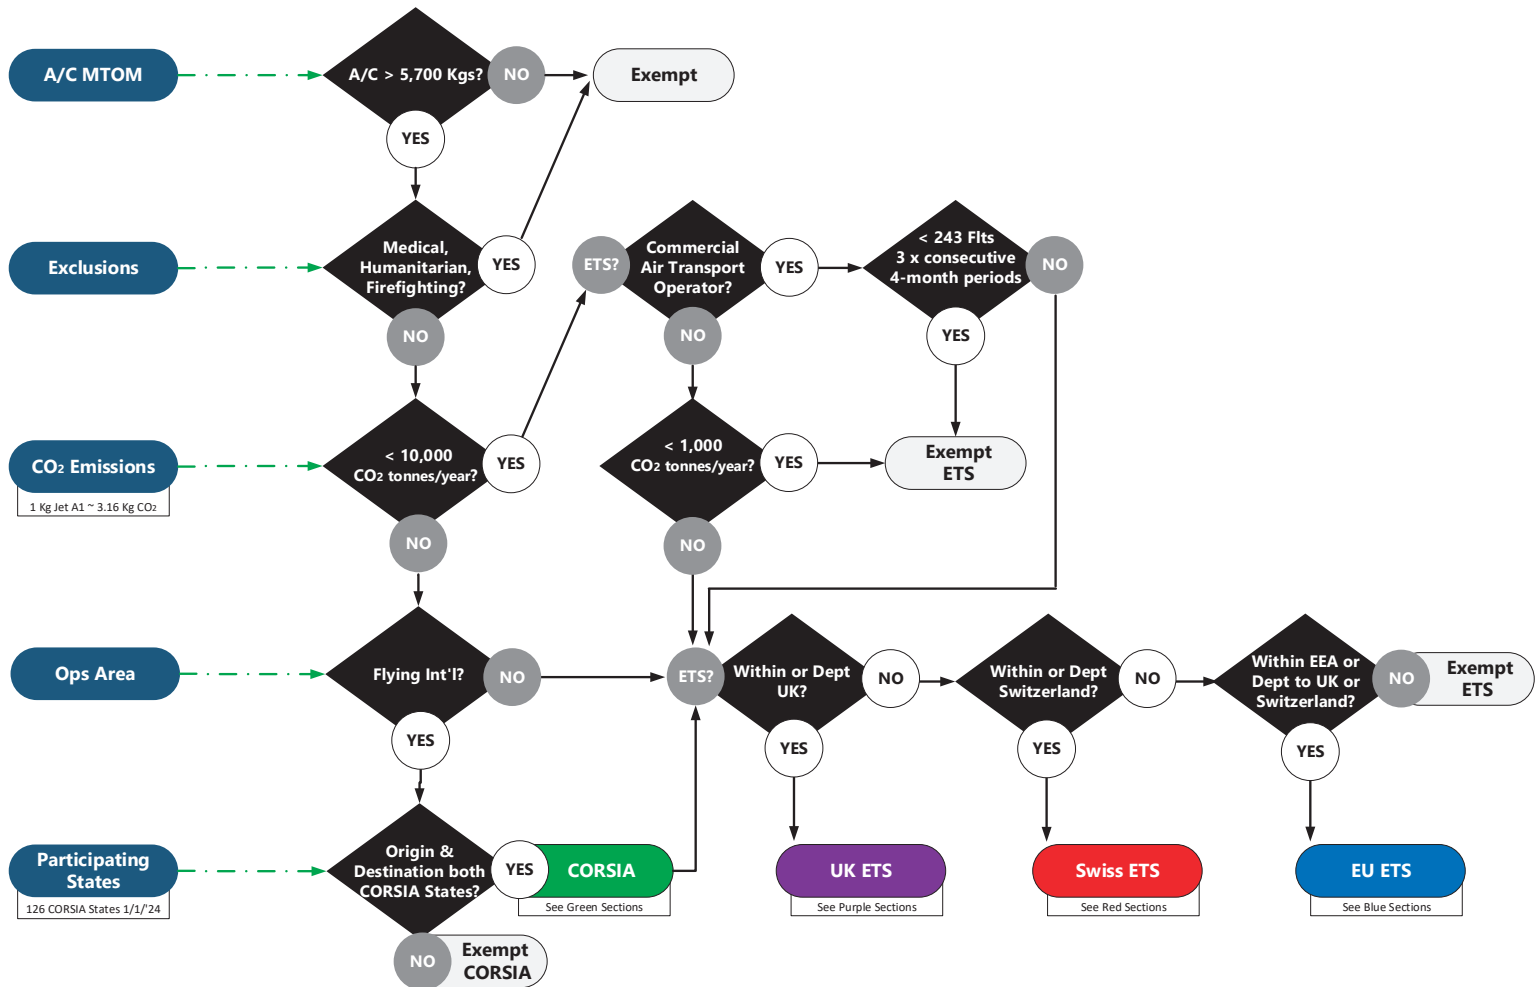 A/C MTOM
A/C > 5,700 Kgs?
NO
Exempt
YES
Exclusions
Medical,
Humanitarian,
Firefighting?
YES
NO
ETS?
Commercial
Air Transport
Operator?
YES
NO
< 243 Flts
3 x consecutive
4-month periods
NO
YES
CO2 Emissions
1 Kg Jet A1 ~ 3.16 Kg CO2
< 10,000
CO2 tonnes/year?
YES
NO
< 1,000
CO2 tonnes/year?
YES
NO
Exempt
ETS
Ops Area
Flying Int'l?
NO
YES
ETS?
Within or Dept
UK?
NO
YES
Within or Dept
Switzerland?
NO
YES
Within EEA or
Dept to UK or
Switzerland?
NO
YES
Exempt
ETS
Participating
States
126 CORSIA States 1/1/'24
Origin &
Destination both
CORSIA States?
YES
CORSIA
See Green Sections
NO
Exempt
CORSIA
UK ETS
See Purple Sections
Swiss ETS
See Red Sections
EU ETS
See Blue Sections